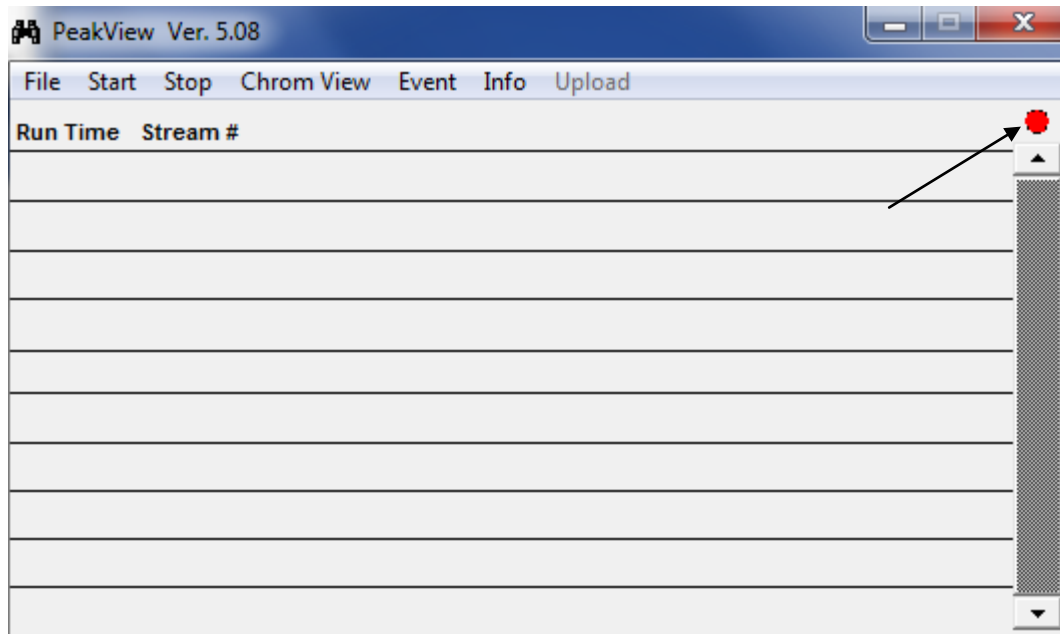 PeakView Ver. 5.08
File Start Stop Chrom View Event Info Upload
Run Time Stream #